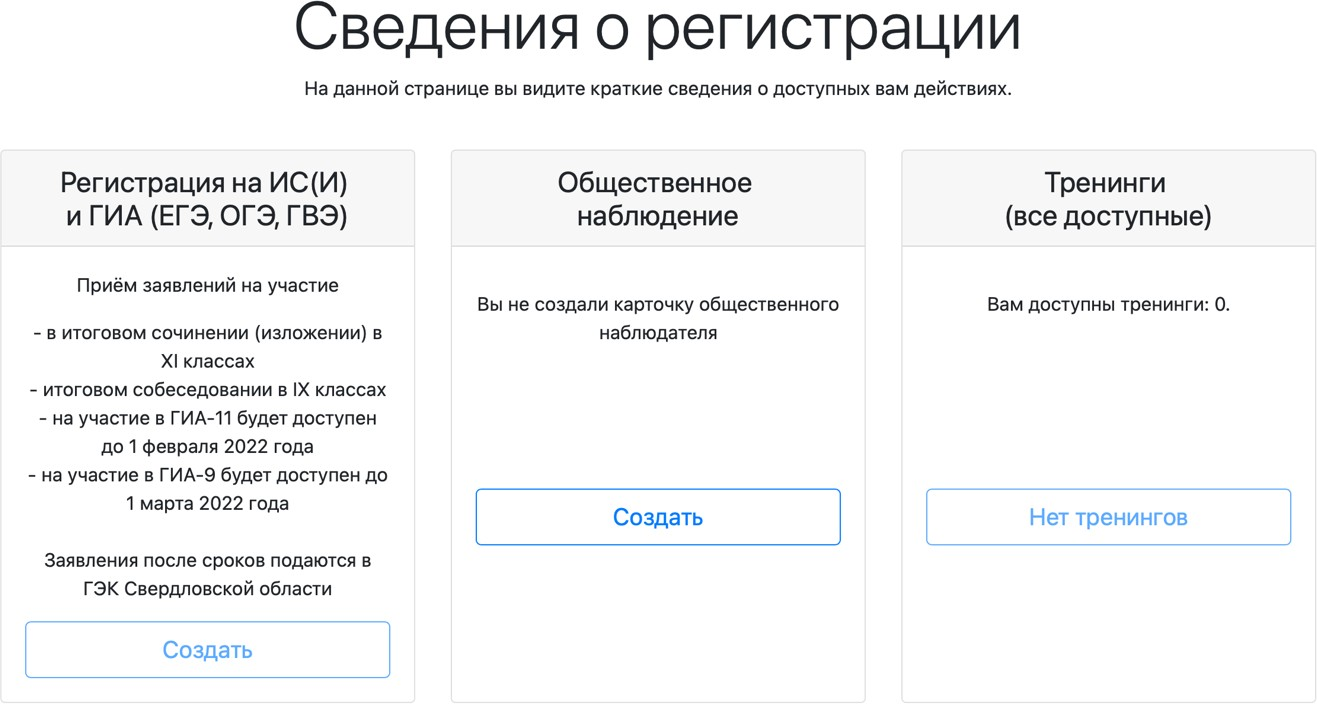 Сведения о регистрации
На данной странице вы видите краткие сведения о доступных вам действиях.
Регистрация на ИС(И)
и ГИА (ЕГЭ, ОГЭ, ГВЭ)
Приём заявлений на участие
- в итоговом сочинении (изложении) в
XI классах
- итоговом собеседовании в IX классах
- на участие в ГИА-11 будет доступен
до 1 февраля 2022 года
- на участие в ГИА-9 будет доступен до
1 марта 2022 года
Заявления после сроков подаются в
ГЭК Свердловской области
Создать
Общественное
наблюдение
Вы не создали карточку общественного
наблюдателя
Создать
Тренинги
(все доступные)
Вам доступны тренинги: 0.
Нет тренингов